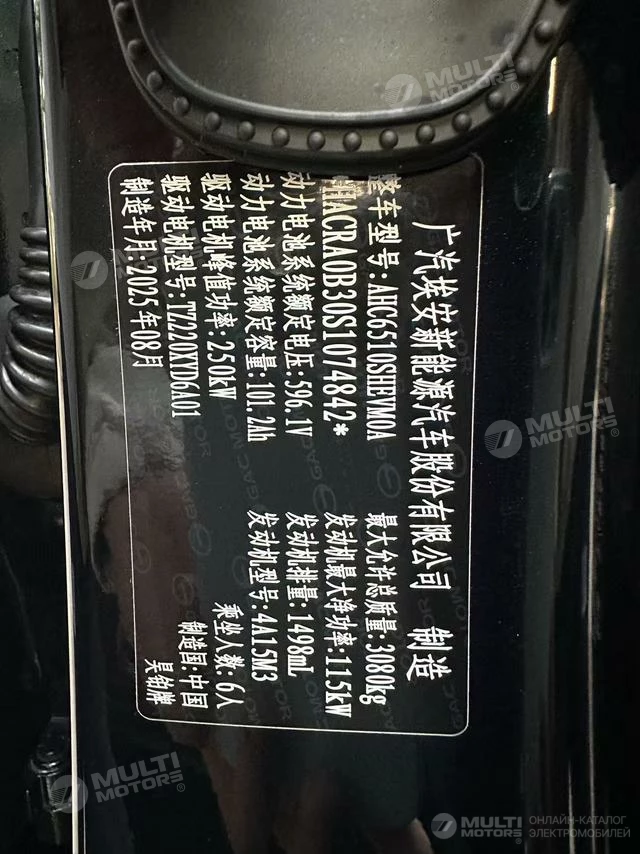 广汽埃安新能源汽车股份有限公司 制造
整车型号:AHC6510SHEVM0A 最大允许总质量:3080kg
HACRA0B30S1074842* 发动机最大净功率:115kW
动力电池系统额定电压:596.1V 发动机排量:1498mL
动力电池系统额定容量:101.2Ah 发动机型号:4A15M3
驱动电机峰值功率:250kW 乘坐人数:6人
驱动电机型号:TZ220XYD6A01 制造国:中国
制造年月:2025年08月 昊铂牌
GAC MOTOR
MULTI MOTORS®
MULTI MOTORS®
MULTI MOTORS®
MULTI MOTORS®
MULTI MOTORS® ОНЛАЙН-КАТАЛОГ ЭЛЕКТРОМОБИЛЕЙ